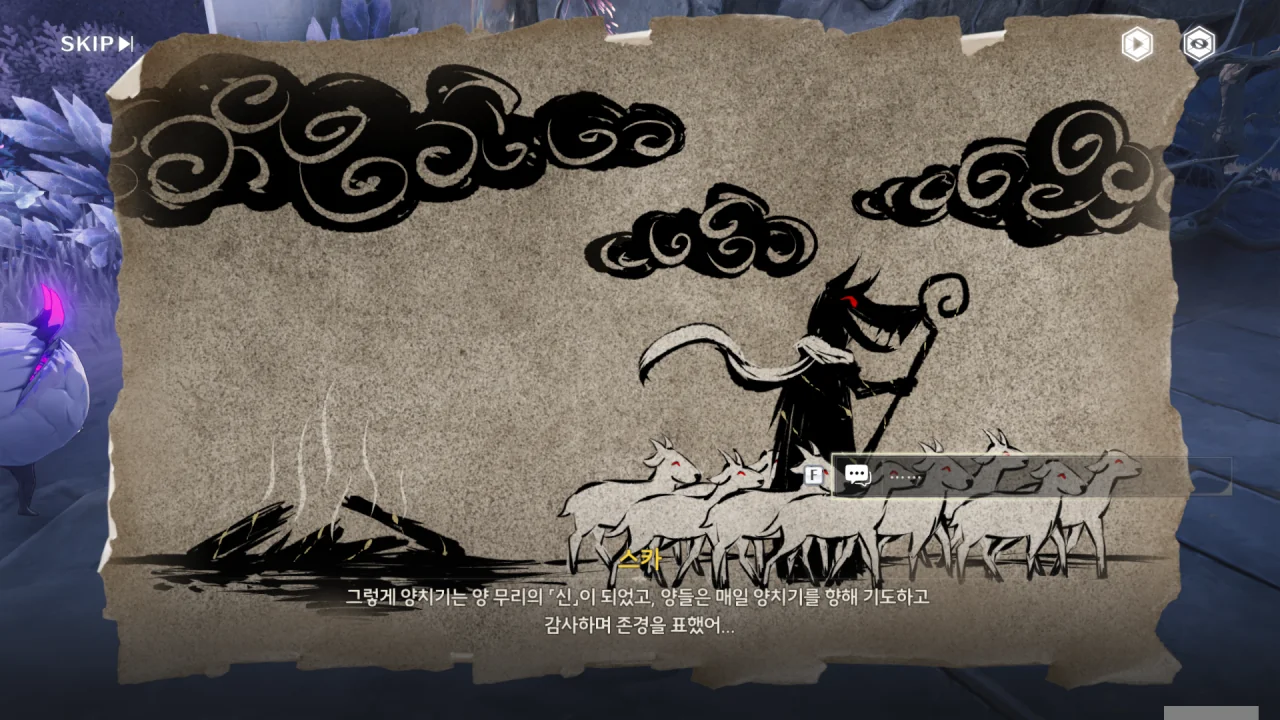 SKIP
F ......
스카
그렇게 양치기는 양 무리의 「신」이 되었고, 양들은 매일 양치기를 향해 기도하고
감사하며 존경을 표했어...